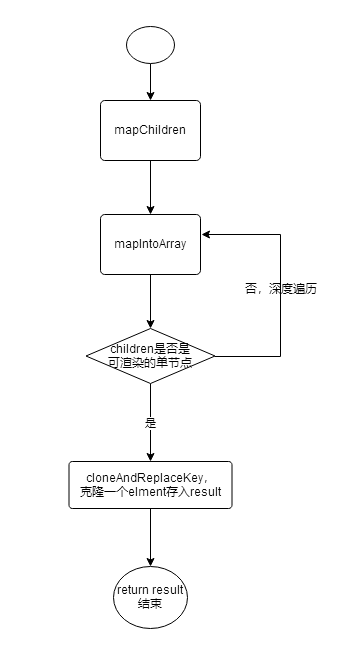 mapChildren
mapIntoArray
否，深度遍历
children是否是
可渲染的单节点
是
cloneAndReplaceKey，
克隆一个elment存入result
return result
结束